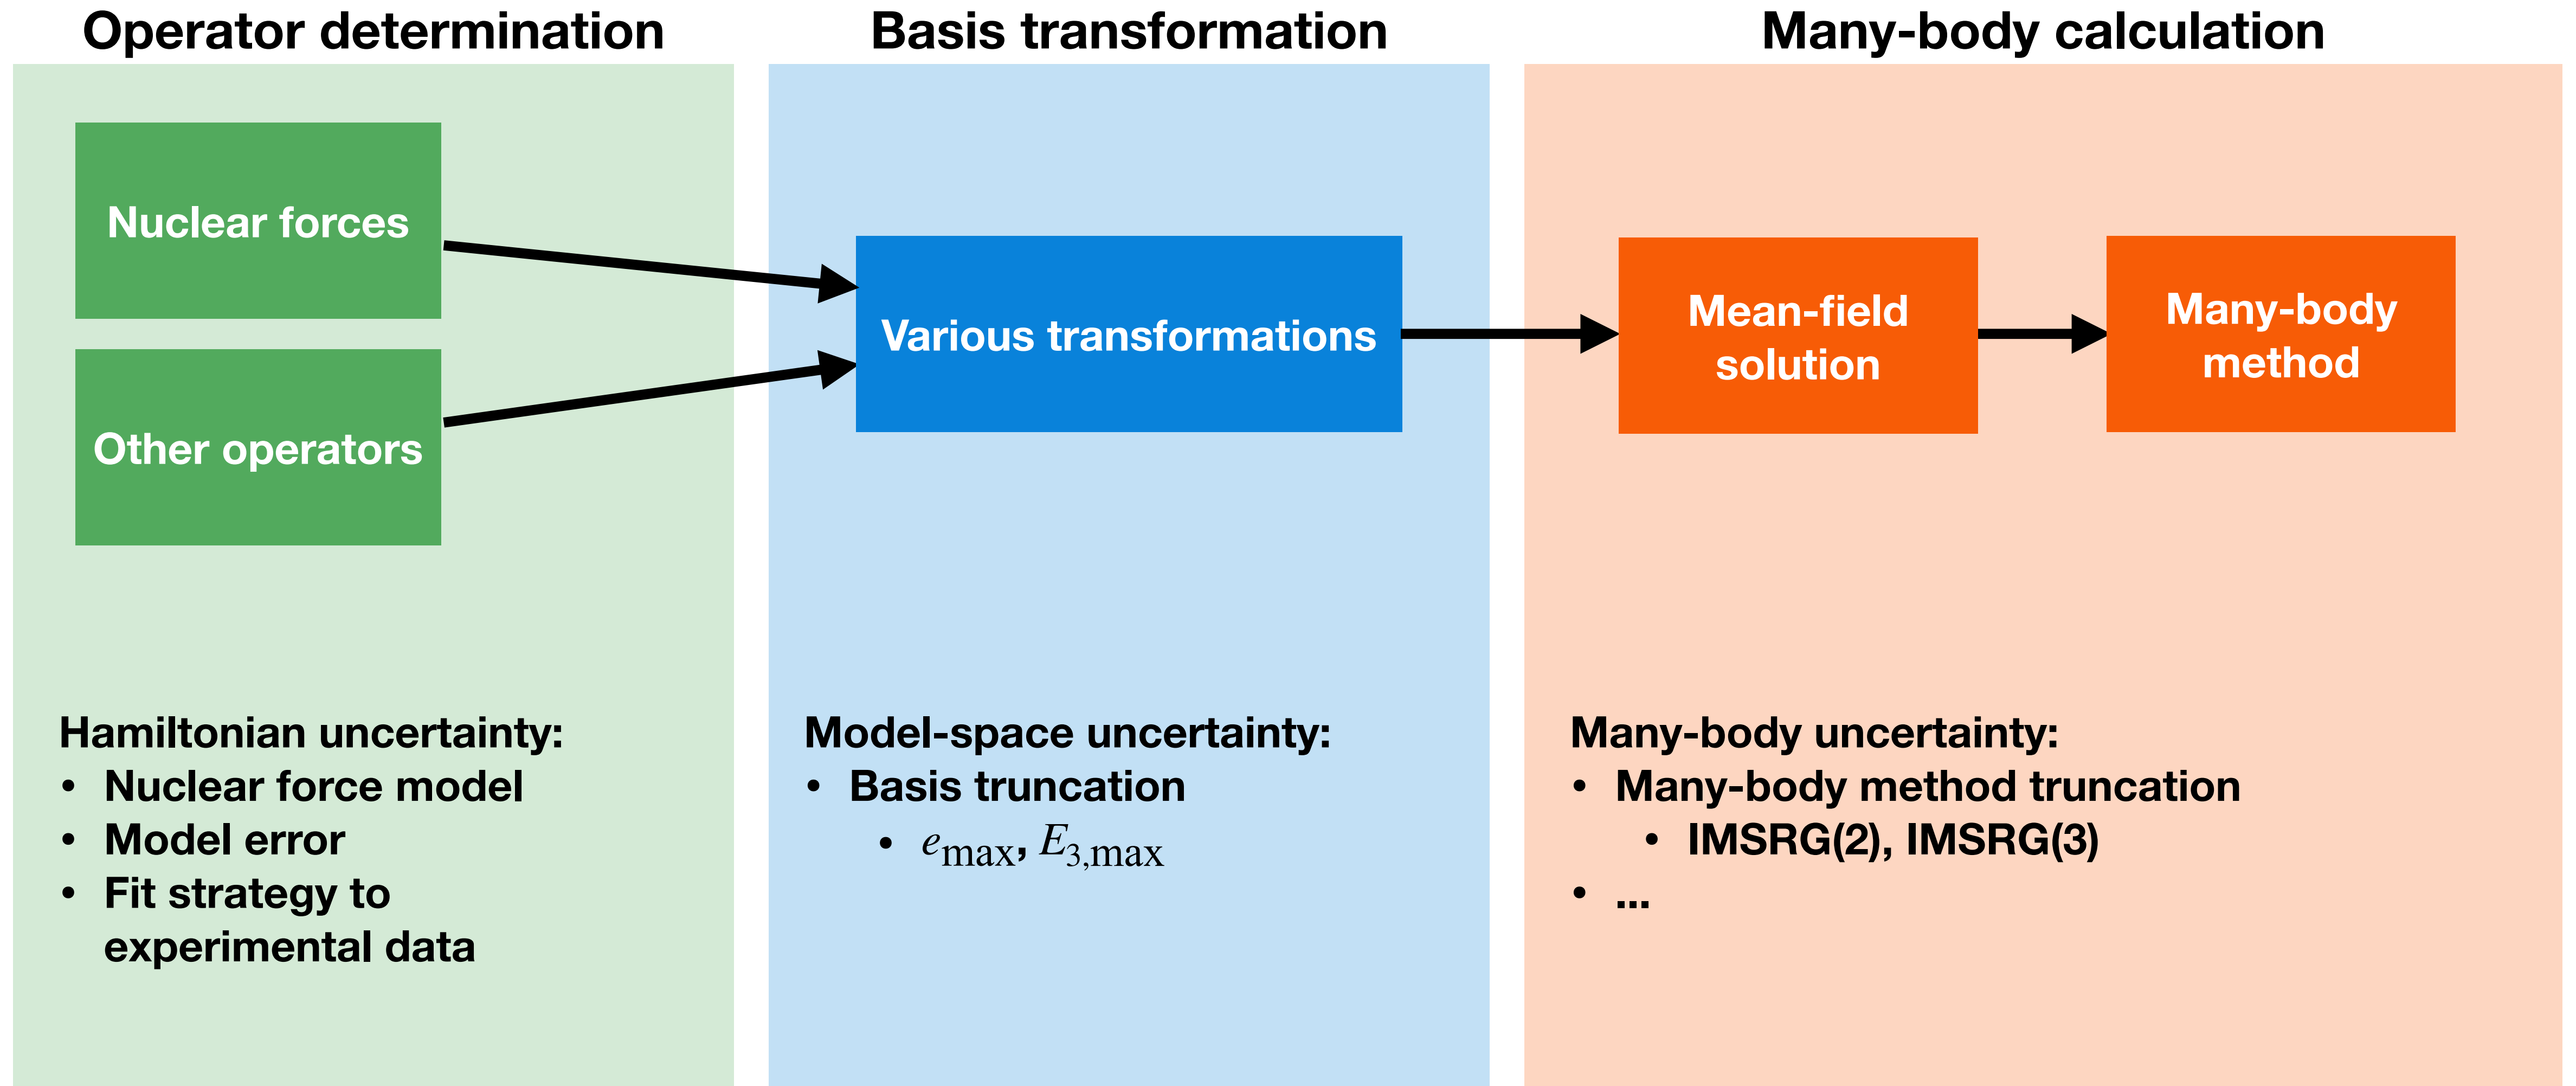 Operator determination
Basis transformation
Many-body calculation
Nuclear forces
Other operators
Various transformations
Mean-field
solution
Many-body
method
Hamiltonian uncertainty:
• Nuclear force model
• Model error
• Fit strategy to
experimental data
Model-space uncertainty:
• Basis truncation
• e_max, E_3,max
Many-body uncertainty:
• Many-body method truncation
• IMSRG(2), IMSRG(3)
• ...